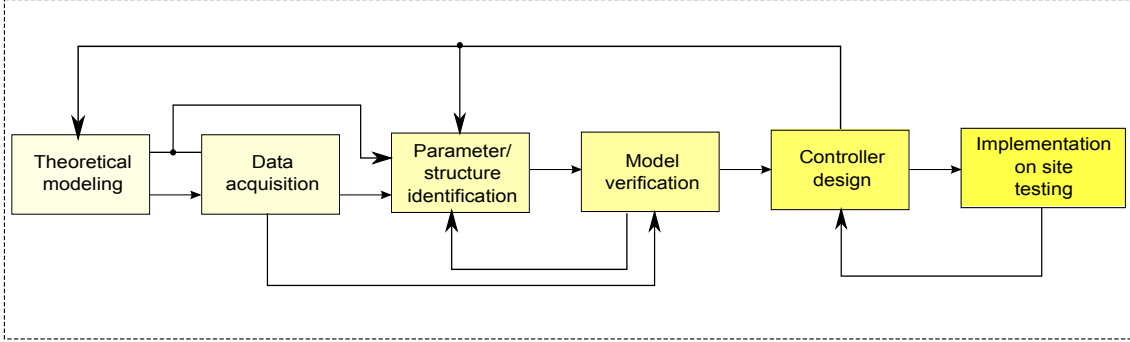 Theoretical
modeling
Data
acquisition
Parameter/
structure
identification
Model
verification
Controller
design
Implementation
on site
testing